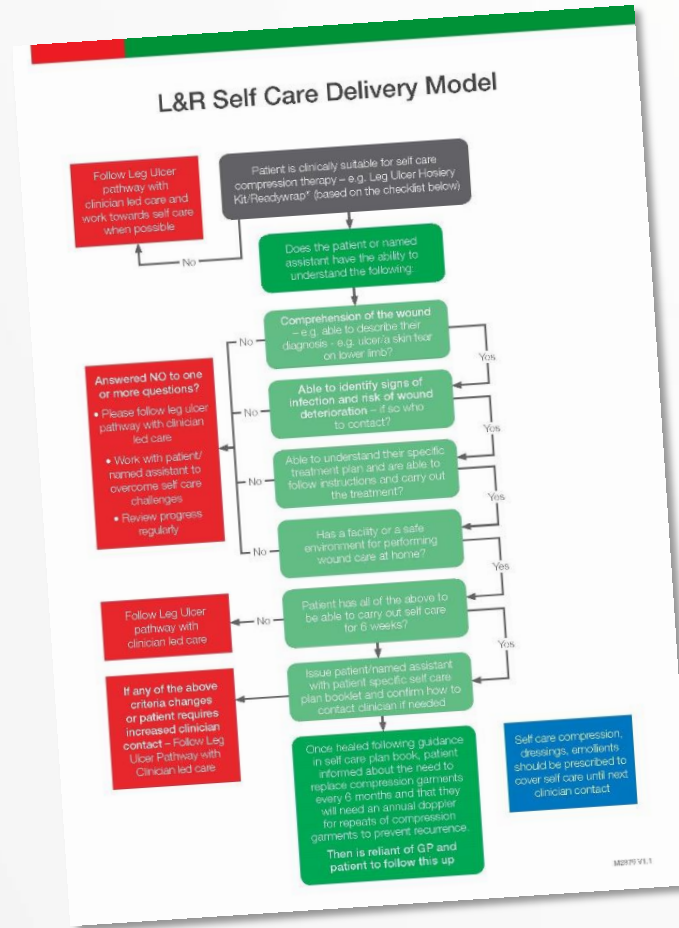 L&R Self Care Delivery Model
Follow Leg Ulcer
pathway with
clinician led care and
work towards self care
when possible
Patient is clinically suitable for self care
compression therapy – e.g. Leg Ulcer Hosiery
Kit/Readywrap* (based on the checklist below)
No
Does the patient or named
assistant have the ability to
understand the following:
Comprehension of the wound
– e.g. able to describe their
diagnosis - e.g. ulcer/a skin tear
on lower limb?
No
Yes
Answered NO to one
or more questions?
• Please follow leg ulcer
pathway with clinician
led care
• Work with patient/
named assistant to
overcome self care
challenges
• Review progress
regularly
Able to identify signs of
infection and risk of wound
deterioration – if so who
to contact?
No
Yes
Able to understand their specific
treatment plan and are able to
follow instructions and carry out
the treatment?
No
Yes
Has a facility or a safe
environment for performing
wound care at home?
No
Yes
Follow Leg Ulcer
pathway with
clinician led care
No
Patient has all of the above to
be able to carry out self care
for 6 weeks?
Yes
If any of the above
criteria changes
or patient requires
increased clinician
contact – Follow Leg
Ulcer Pathway with
Clinician led care
Issue patient/named assistant
with patient specific self care
plan booklet and confirm how to
contact clinician if needed
Once healed following guidance
in self care plan book, patient
informed about the need to
replace compression garments
every 6 months and that they
will need an annual doppler
for repeats of compression
garments to prevent recurrence.
Then is reliant of GP and
patient to follow this up
Self care compression,
dressings, emollients
should be prescribed to
cover self care until next
clinician contact
M2979 V1.1